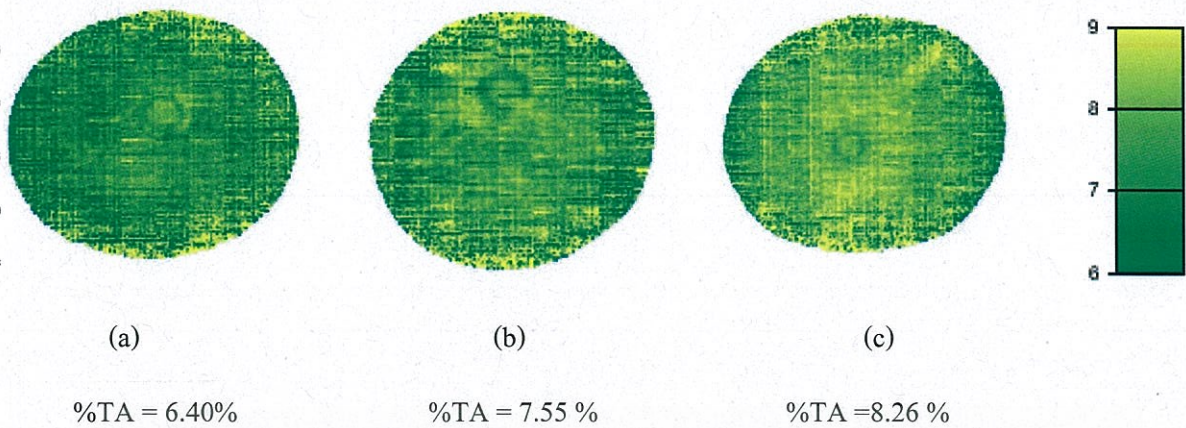 9
8
7
6
(a) (b) (c)
%TA = 6.40% %TA = 7.55 % %TA =8.26 %